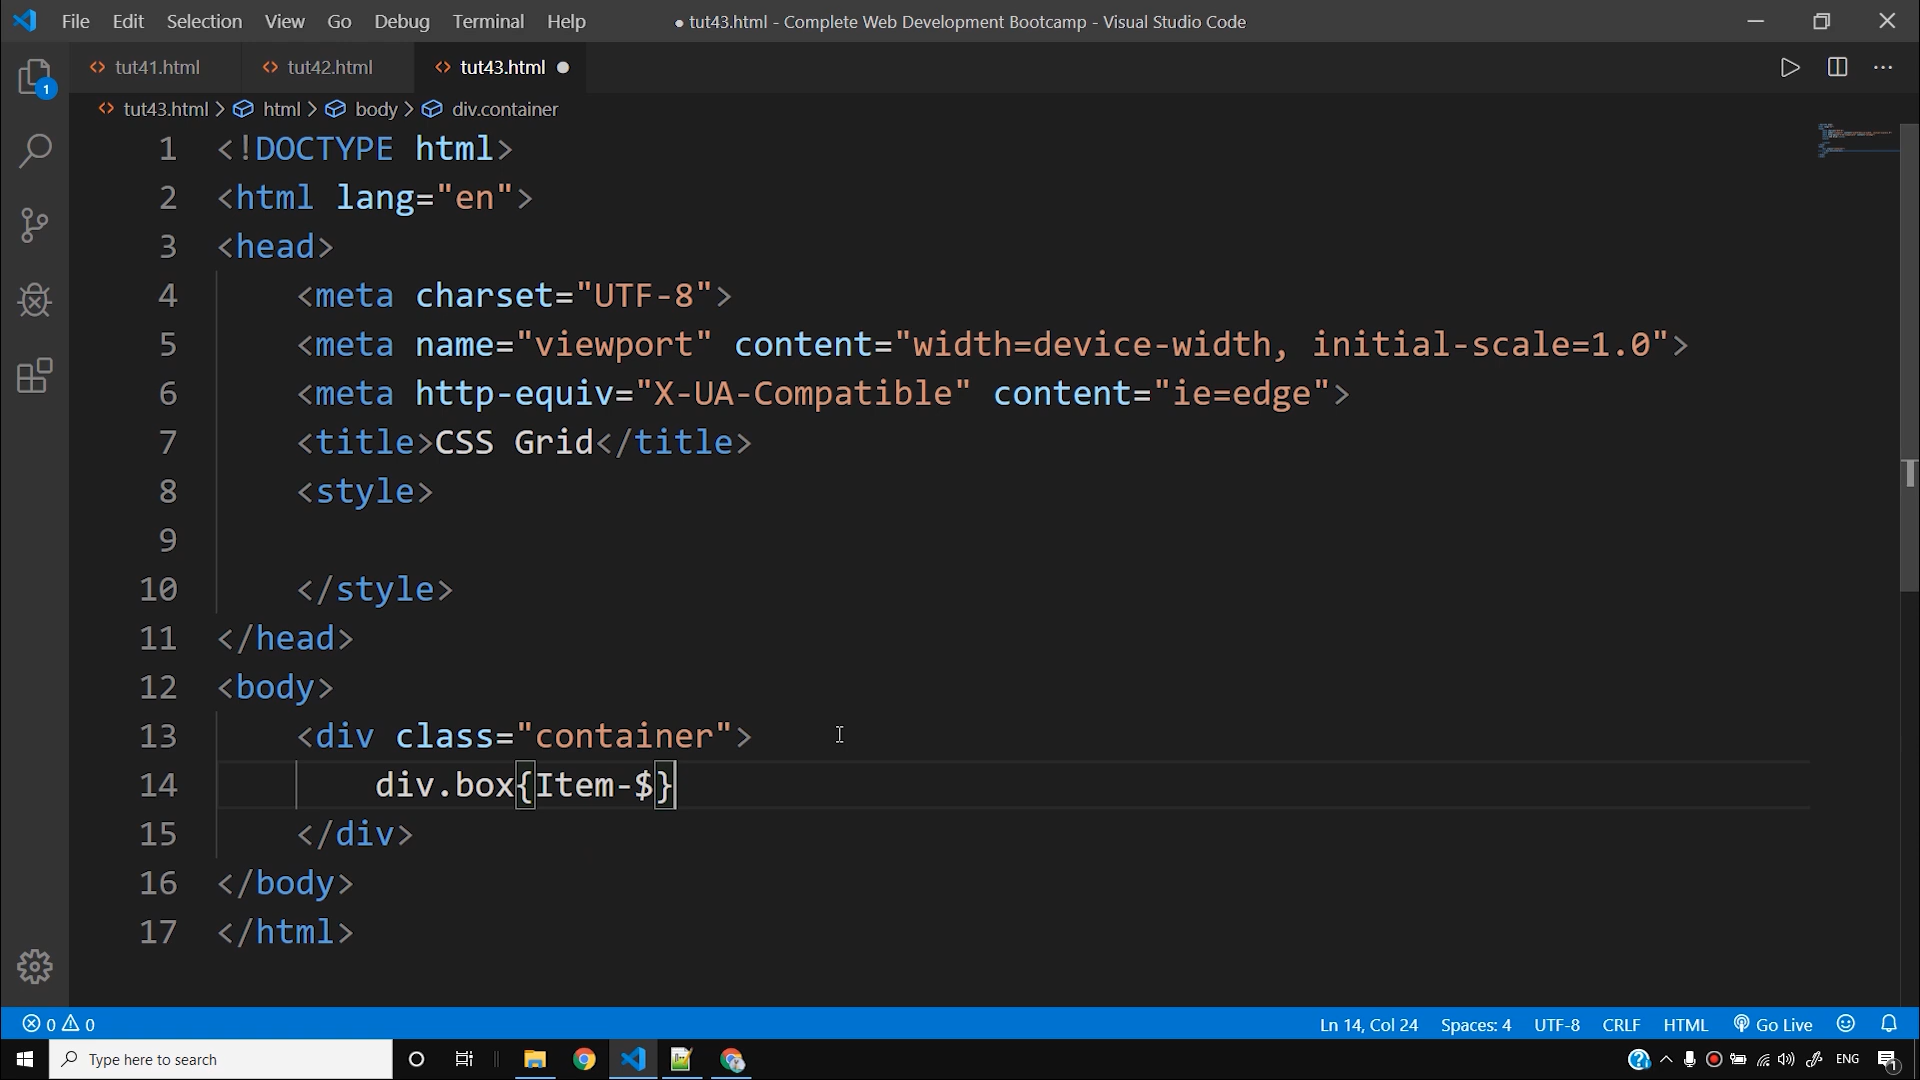 File Edit Selection View Go Debug Terminal Help
● tut43.html - Complete Web Development Bootcamp - Visual Studio Code
1
tut41.html
tut42.html
tut43.html
tut43.html > html > body > div.container
1 <!DOCTYPE html>
2 <html lang="en">
3 <head>
4 <meta charset="UTF-8">
5 <meta name="viewport" content="width=device-width, initial-scale=1.0">
6 <meta http-equiv="X-UA-Compatible" content="ie=edge">
7 <title>CSS Grid</title>
8 <style>
9
10 </style>
11 </head>
12 <body>
13 <div class="container">
14 div.box{Item-$}
15 </div>
16 </body>
17 </html>
0 0
Ln 14, Col 24 Spaces: 4 UTF-8 CRLF HTML Go Live
Type here to search
ENG
1